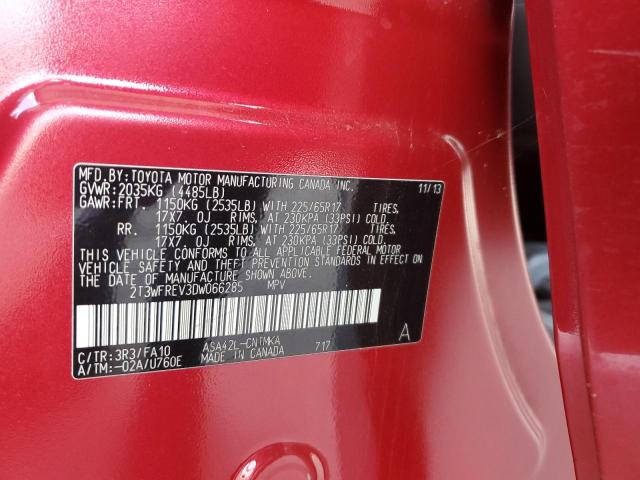 MFD.BY:TOYOTA MOTOR MANUFACTURING CANADA INC. 11/13
GVWR:2035KG (4485LB)
GAWR:FRT. 1150KG (2535LB) WITH 225/65R17 TIRES.
17X7.0J RIMS. AT 230KPA (33PSI) COLD.
RR. 1150KG (2535LB) WITH 225/65R17 TIRES.
17X7.0J RIMS. AT 230KPA (33PSI) COLD.
THIS VEHICLE CONFORMS TO ALL APPLICABLE FEDERAL MOTOR
VEHICLE SAFETY AND THEFT PREVENTION STANDARDS IN EFFECT
ON THE DATE OF MANUFACTURE SHOWN ABOVE.
2T3WFREV3DW066285 MPV
C/TR:3R3/FA10 ASA42L-CNTMKA A
A/TM:-02A/U760E MADE IN CANADA 717